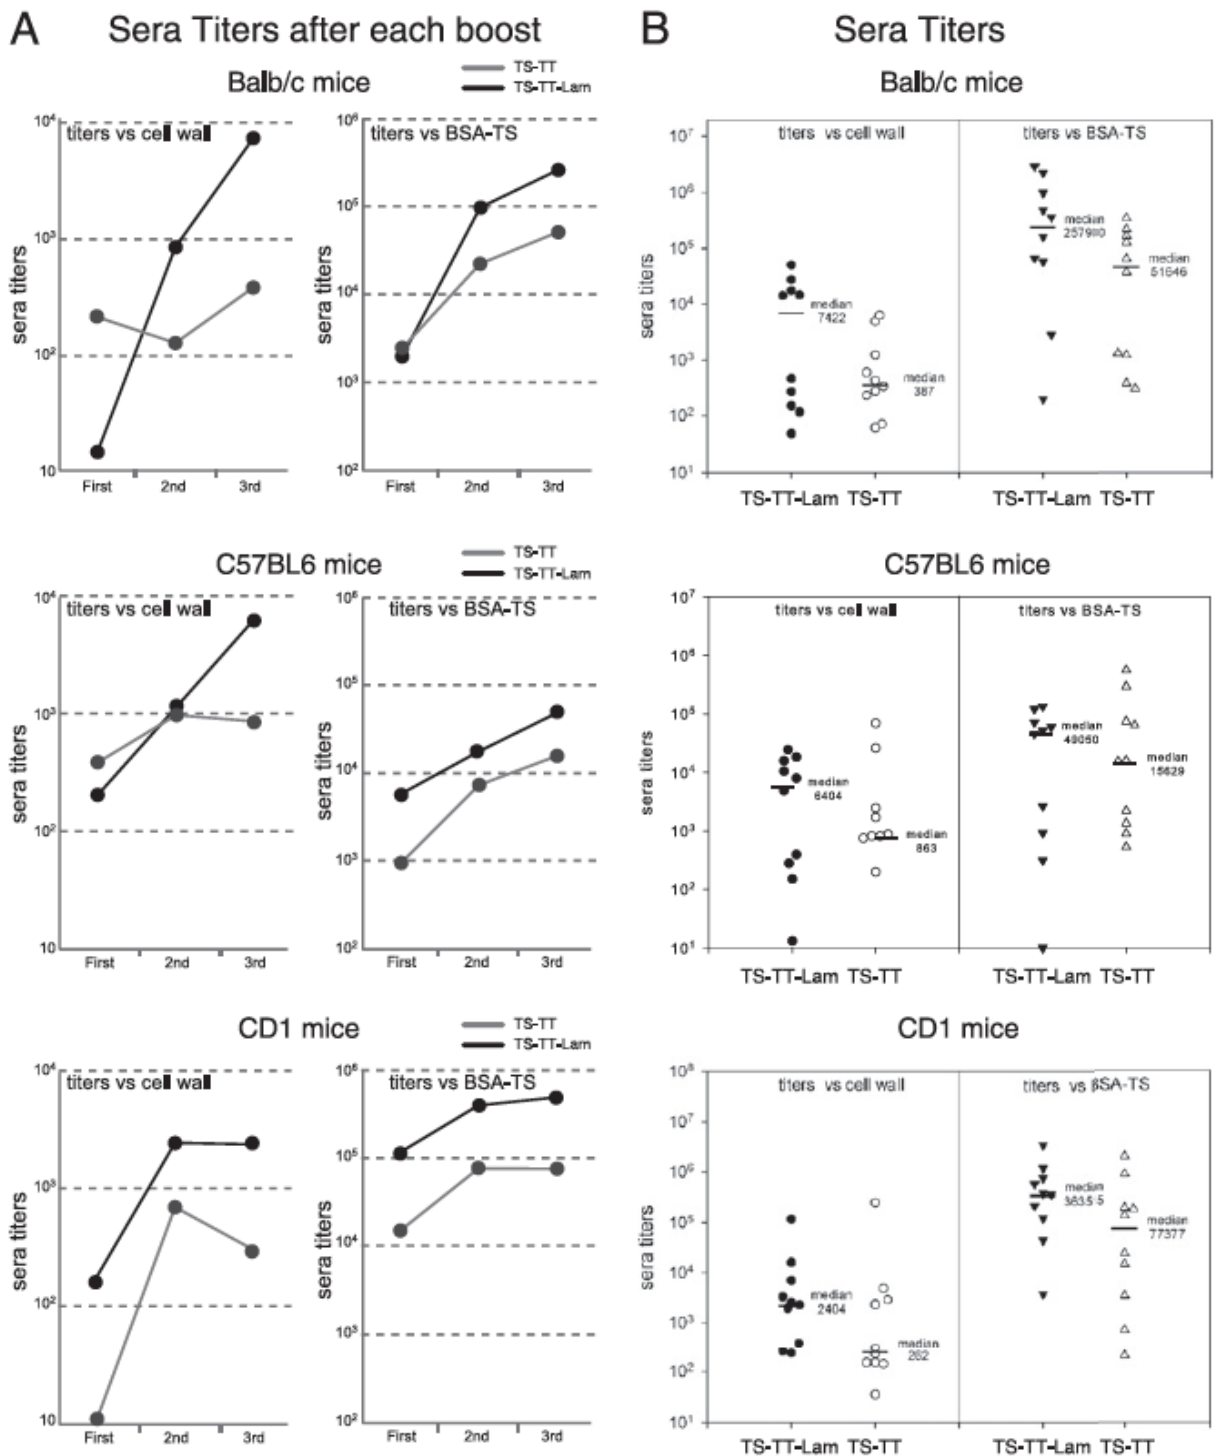 A Sera Titers after each boost
B Sera Titers
Balb/c mice
TS-TT
TS-TT-Lam
titers vs cell wall
sera titers
10⁴
10³
10²
10
First 2nd 3rd
titers vs BSA-TS
sera titers
10⁶
10⁵
10⁴
10³
10²
First 2nd 3rd
Balb/c mice
titers vs cell wall
titers vs BSA-TS
sera titers
10⁷
10⁶
10⁵
10⁴
10³
10²
10¹
median
7422
median
387
median
median
51646
TS-TT-Lam TS-TT
TS-TT-Lam TS-TT
C57BL6 mice
TS-TT
TS-TT-Lam
titers vs cell wall
sera titers
10⁴
10³
10²
10
First 2nd 3rd
titers vs BSA-TS
sera titers
10⁶
10⁵
10⁴
10³
10²
First 2nd 3rd
C57BL6 mice
titers vs cell wall
titers vs BSA-TS
sera titers
10⁷
10⁶
10⁵
10⁴
10³
10²
10¹
median
6404
median
863
median
median
15629
TS-TT-Lam TS-TT
TS-TT-Lam TS-TT
CD1 mice
TS-TT
TS-TT-Lam
titers vs cell wall
sera titers
10⁴
10³
10²
10
First 2nd 3rd
titers vs BSA-TS
sera titers
10⁶
10⁵
10⁴
10³
10²
First 2nd 3rd
CD1 mice
titers vs cell wall
titers vs BSA-TS
sera titers
10⁸
10⁷
10⁶
10⁵
10⁴
10³
10²
10¹
median
2404
median
262
median
median
77377
TS-TT-Lam TS-TT
TS-TT-Lam TS-TT